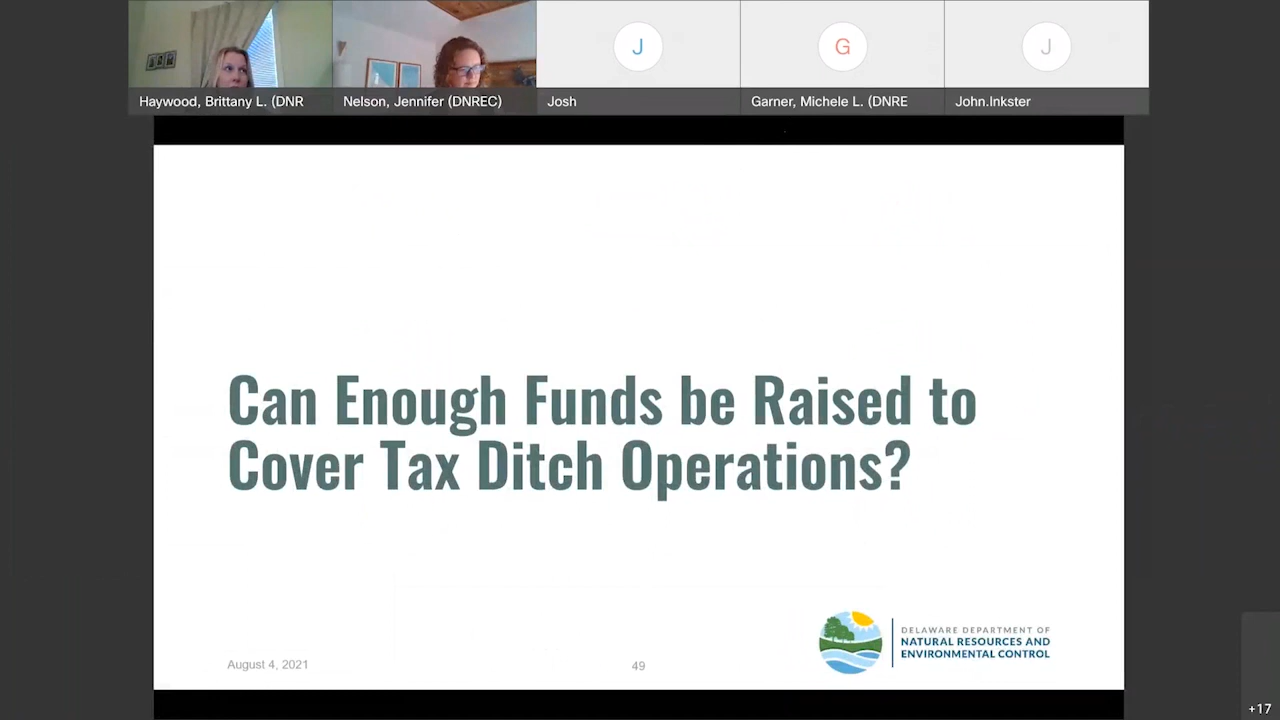 Haywood, Brittany L. (DNR
Nelson, Jennifer (DNREC)
J
Josh
G
Garner, Michele L. (DNRE
J
John.Inkster
Can Enough Funds be Raised to
Cover Tax Ditch Operations?
DELAWARE DEPARTMENT OF
NATURAL RESOURCES AND
ENVIRONMENTAL CONTROL
August 4, 2021
49
+17